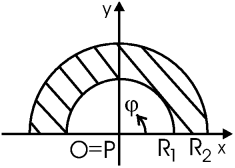 y
φ
O=P R₁ R₂ x